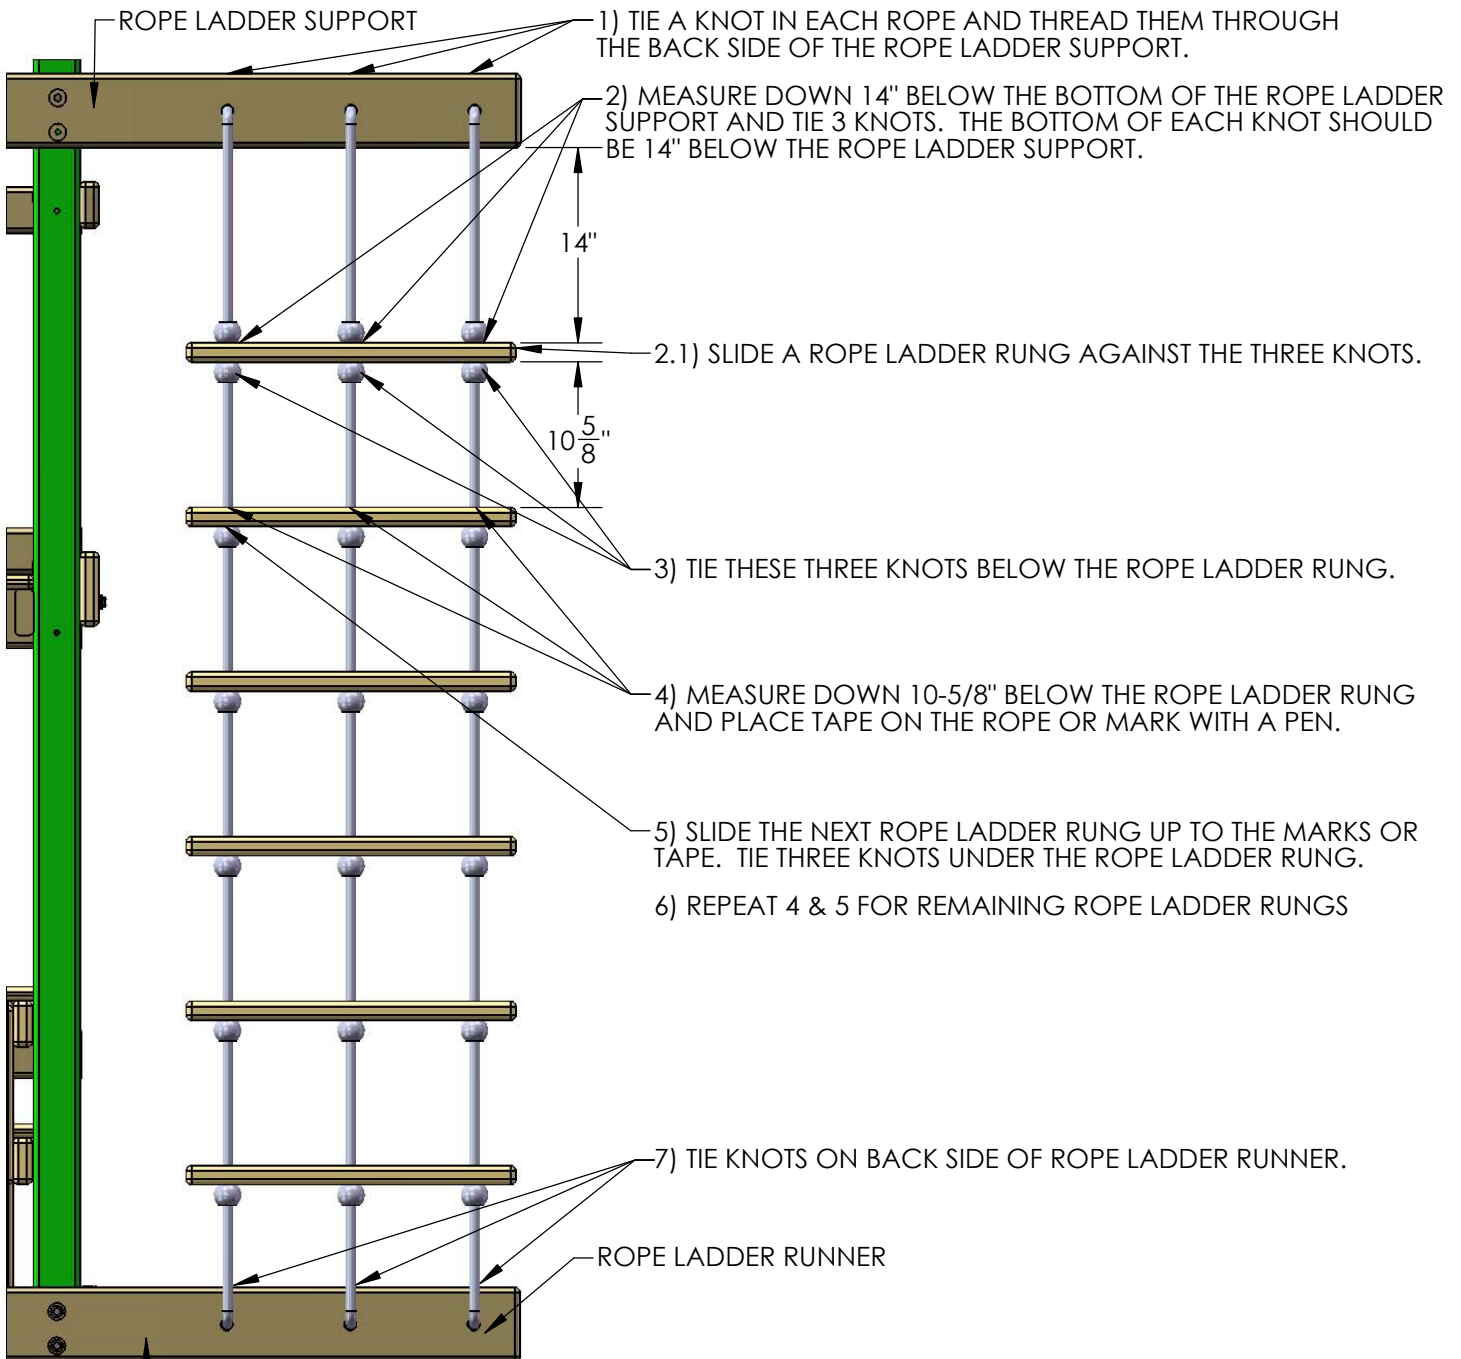 ROPE LADDER SUPPORT
1) TIE A KNOT IN EACH ROPE AND THREAD THEM THROUGH
THE BACK SIDE OF THE ROPE LADDER SUPPORT.
2) MEASURE DOWN 14" BELOW THE BOTTOM OF THE ROPE LADDER
SUPPORT AND TIE 3 KNOTS. THE BOTTOM OF EACH KNOT SHOULD
BE 14" BELOW THE ROPE LADDER SUPPORT.
14"
2.1) SLIDE A ROPE LADDER RUNG AGAINST THE THREE KNOTS.
10 5/8"
3) TIE THESE THREE KNOTS BELOW THE ROPE LADDER RUNG.
4) MEASURE DOWN 10-5/8" BELOW THE ROPE LADDER RUNG
AND PLACE TAPE ON THE ROPE OR MARK WITH A PEN.
5) SLIDE THE NEXT ROPE LADDER RUNG UP TO THE MARKS OR
TAPE. TIE THREE KNOTS UNDER THE ROPE LADDER RUNG.
6) REPEAT 4 & 5 FOR REMAINING ROPE LADDER RUNGS
7) TIE KNOTS ON BACK SIDE OF ROPE LADDER RUNNER.
ROPE LADDER RUNNER